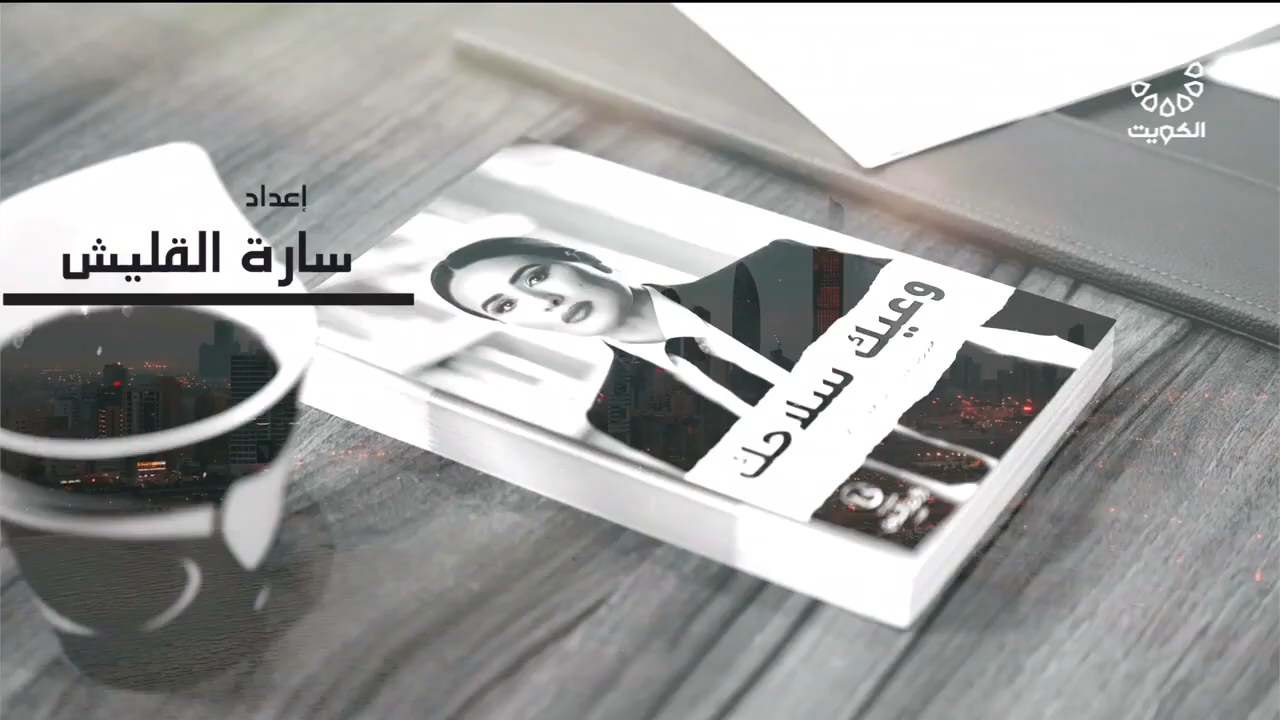 الكويت
إعداد
سارة القليش
وعيك سلاحك